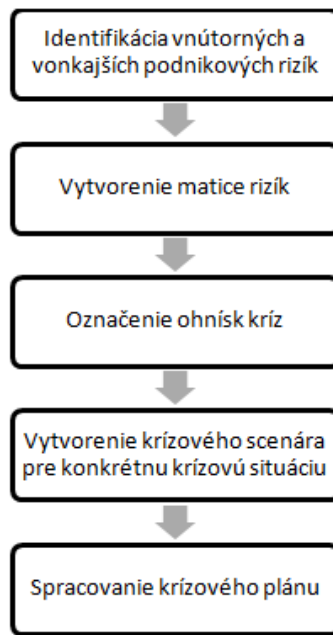 Identifikácia vnútorných a
vonkajších podnikových rizík
Vytvorenie matice rizík
Označenie ohnísk kríz
Vytvorenie krízového scenára
pre konkrétnu krízovú situáciu
Spracovanie krízového plánu